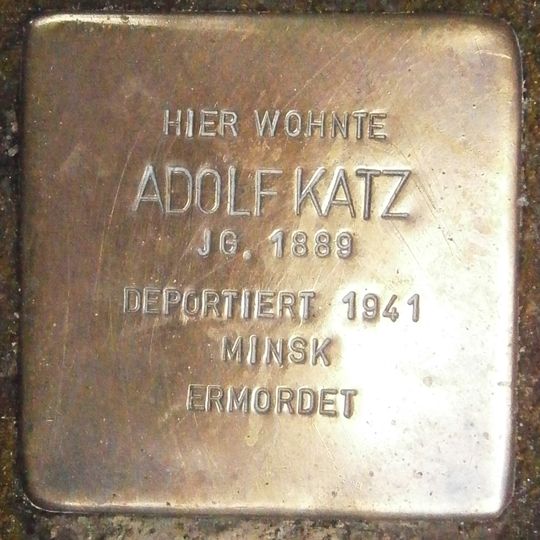 HIER WOHNTE
ADOLF KATZ
JG. 1889
DEPORTIERT 1941
MINSK
ERMORDET